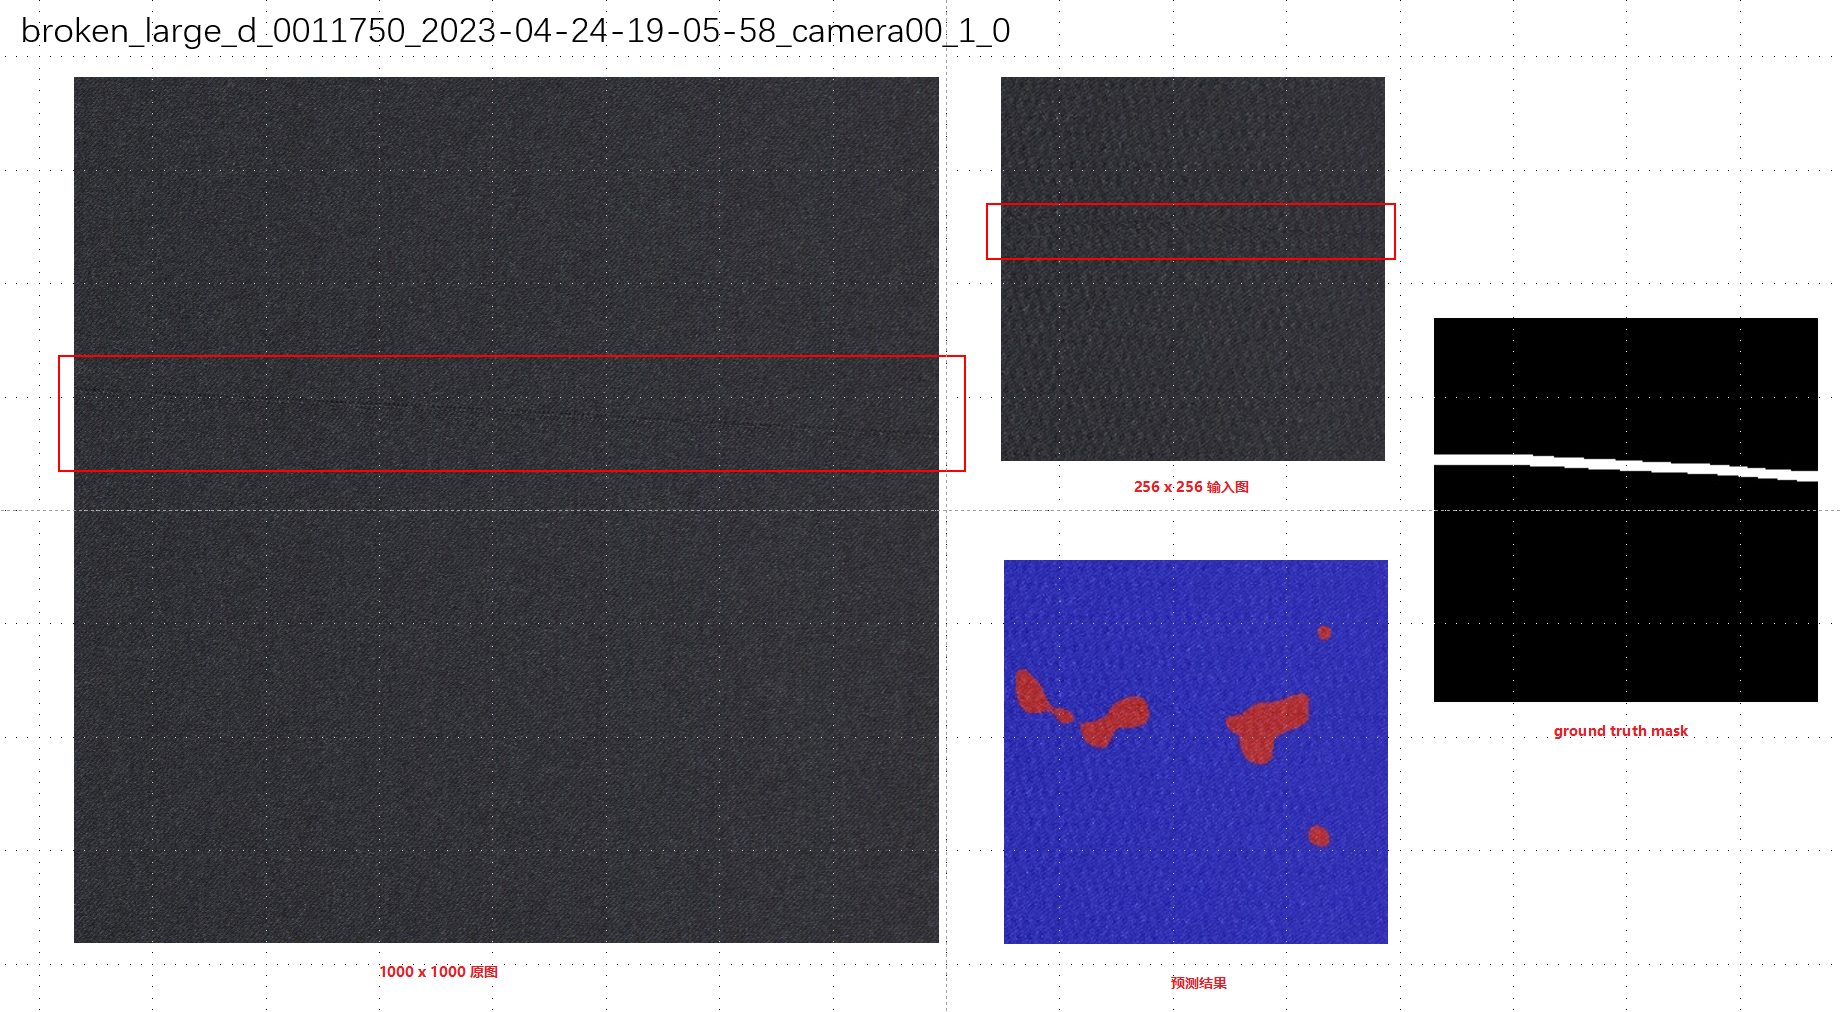 broken_large_d_0011750_2023-04-24-19-05-58_camera00_1_0
256 x 256 输入图
ground truth mask
1000 x 1000 原图
预测结果